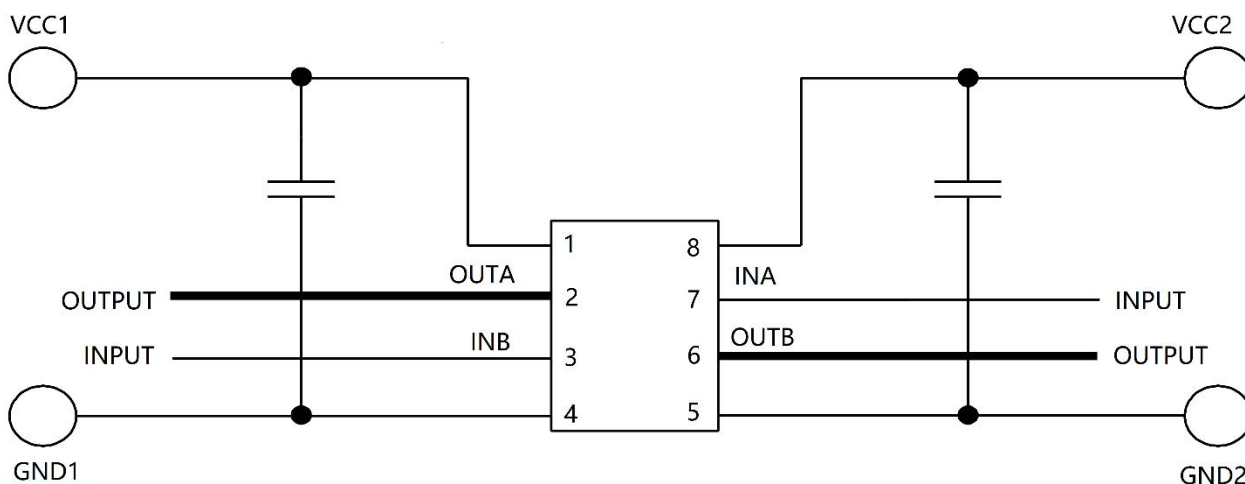 VCC1
VCC2
1
8
OUTA
INA
OUTPUT
2
7
INPUT
OUTB
INPUT
INB
3
6
OUTPUT
4
5
GND1
GND2